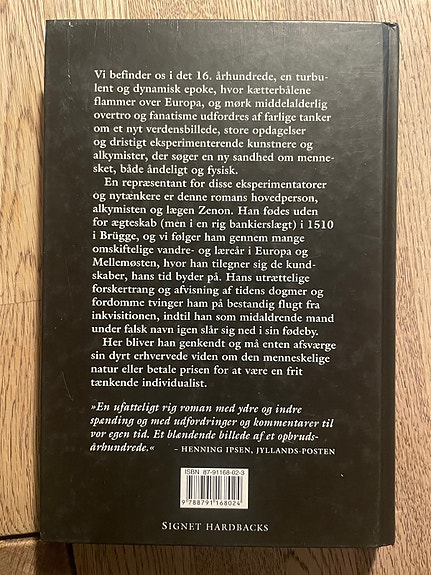 Vi befinder os i det 16. århundrede, en turbu-
lent og dynamisk epoke, hvor kætterbålene
flammer over Europa, og mørk middelalderlig
overtro og fanatisme udfordres af farlige tanker
om et nyt verdensbillede, store opdagelser
og dristigt eksperimenterende kunstnere og
alkymister, der søger en ny sandhed om menne-
sket, både åndeligt og fysisk.
En repræsentant for disse eksperimentatorer
og nytænkere er denne romans hovedperson,
alkymisten og lægen Zenon. Han fødes uden
for ægteskab (men i en rig bankierslægt) i 1510
i Brügge, og vi følger ham gennem mange
omskiftelige vandre- og læreår i Europa og
Mellemøsten, hvor han tilegner sig de kund-
skaber, hans tid byder på. Hans utrættelige
forskertrang og afvisning af tidens dogmer og
fordomme tvinger ham på bestandig flugt fra
inkvisitionen, indtil han som midaldrende mand
under falsk navn igen slår sig ned i sin fødeby.
Her bliver han genkendt og må enten afsværge
sin dyrt erhvervede viden om den menneskelige
natur eller betale prisen for at være en frit
tænkende individualist.
»En ufatteligt rig roman med ydre og indre
spænding og med udfordringer og kommentarer til
vor egen tid. Et blændende billede af et opbruds-
århundrede.« – HENNING IPSEN, JYLLANDS-POSTEN
ISBN 87-91168-02-3
9 788791 168024 >
SIGNET HARDBACKS